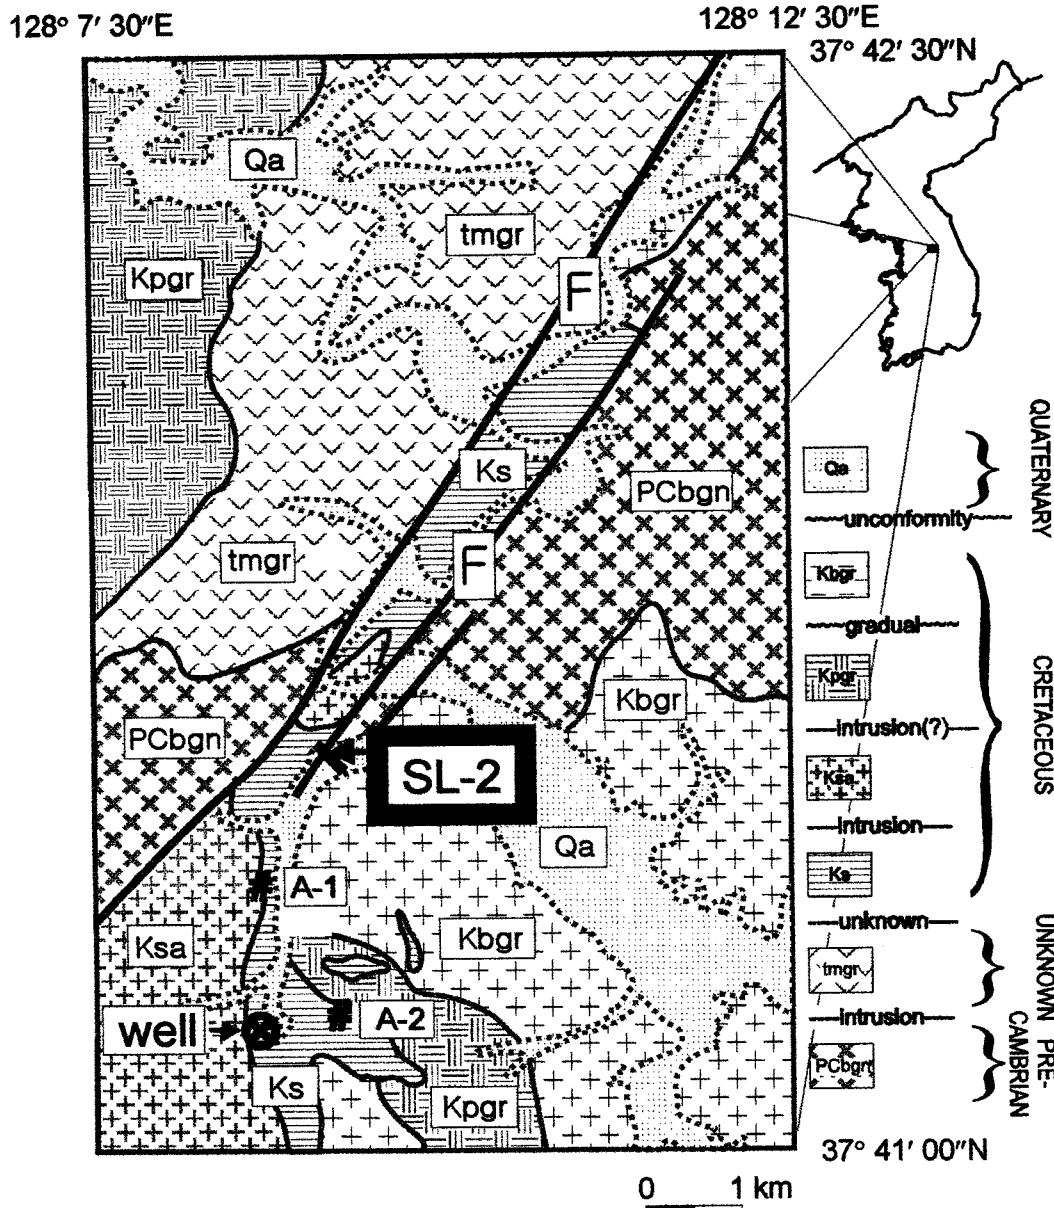 128° 7′ 30″E
128° 12′ 30″E
37° 42′ 30″N
Qa
tmgr
Kpgr
F
Ks
PCbgn
tmgr
F
Kbgr
PCbgn
SL-2
Qa
A-1
Ksa
Kbgr
well
A-2
Ks
Kpgr
Qa
unconformity
Kbgr
gradual
Kpgr
intrusion(?)
Ksa
intrusion
Ks
unknown
tmgr
intrusion
PCbgn
QUATERNARY
CRETACEOUS
UNKNOWN
PRE-
CAMBRIAN
37° 41′ 00″N
0 1 km